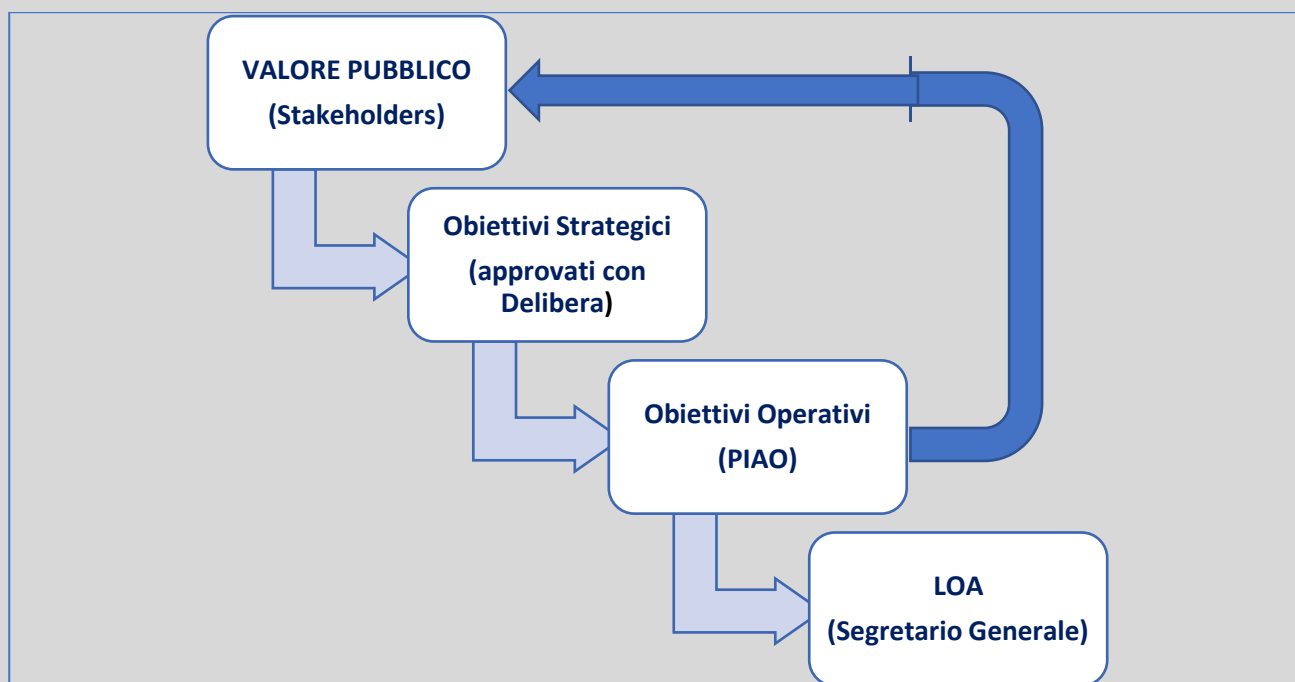 VALORE PUBBLICO
(Stakeholders)
Obiettivi Strategici
(approvati con
Delibera)
Obiettivi Operativi
(PIAO)
LOA
(Segretario Generale)